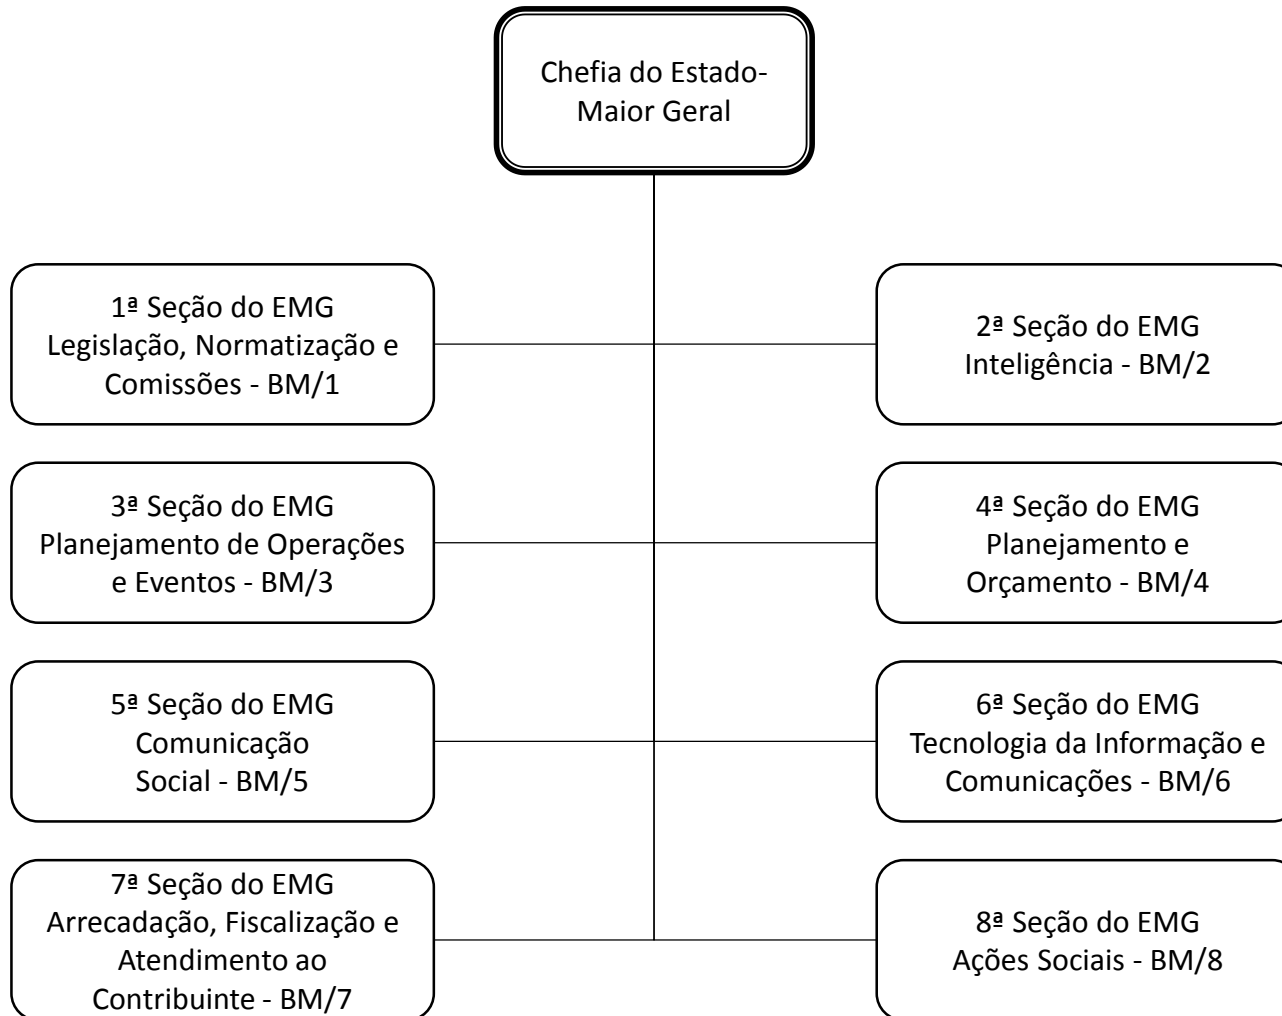 Chefia do Estado-
Maior Geral
1ª Seção do EMG
Legislação, Normatização e
Comissões - BM/1
2ª Seção do EMG
Inteligência - BM/2
3ª Seção do EMG
Planejamento de Operações
e Eventos - BM/3
4ª Seção do EMG
Planejamento e
Orçamento - BM/4
5ª Seção do EMG
Comunicação
Social - BM/5
6ª Seção do EMG
Tecnologia da Informação e
Comunicações - BM/6
7ª Seção do EMG
Arrecadação, Fiscalização e
Atendimento ao
Contribuinte - BM/7
8ª Seção do EMG
Ações Sociais - BM/8